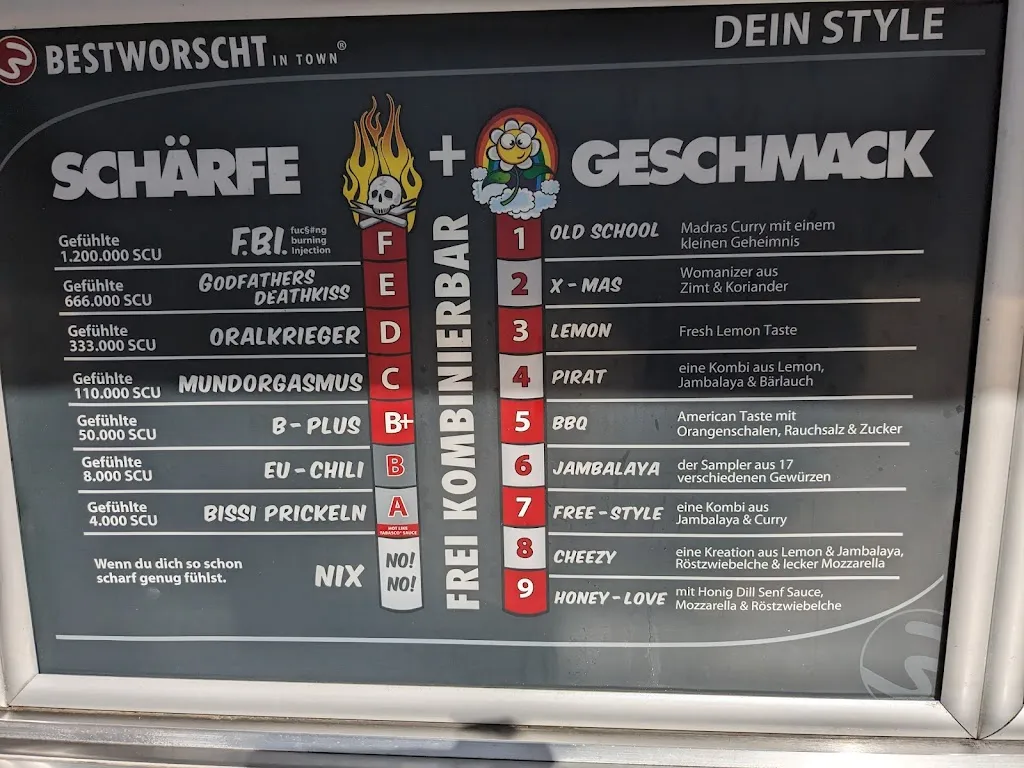 BESTWORSCHT IN TOWN®
DEIN STYLE
SCHÄRFE
+
GESCHMACK
Gefühlte
1.200.000 SCU
F.B.I.
fuc§#ng
burning
Injection
F
Gefühlte
666.000 SCU
GODFATHERS
DEATHKISS
E
Gefühlte
333.000 SCU
ORALKRIEGER
D
Gefühlte
110.000 SCU
MUNDORGASMUS
C
Gefühlte
50.000 SCU
B-PLUS
B+
Gefühlte
8.000 SCU
EU-CHILI
B
Gefühlte
4.000 SCU
BISSI PRICKELN
A
HOT LIKE
TABASCO® SAUCE
Wenn du dich so schon
scharf genug fühlst.
NIX
NO!
NO!
FREI KOMBINIERBAR
1
OLD SCHOOL
Madras Curry mit einem
kleinen Geheimnis
2
X-MAS
Womanizer aus
Zimt & Koriander
3
LEMON
Fresh Lemon Taste
4
PIRAT
eine Kombi aus Lemon,
Jambalaya & Bärlauch
5
BBQ
American Taste mit
Orangenschalen, Rauchsalz & Zucker
6
JAMBALAYA
der Sampler aus 17
verschiedenen Gewürzen
7
FREE-STYLE
eine Kombi aus
Jambalaya & Curry
8
CHEEZY
eine Kreation aus Lemon & Jambalaya,
Röstzwiebelche & lecker Mozzarella
9
HONEY-LOVE
mit Honig Dill Senf Sauce,
Mozzarella & Röstzwiebelche